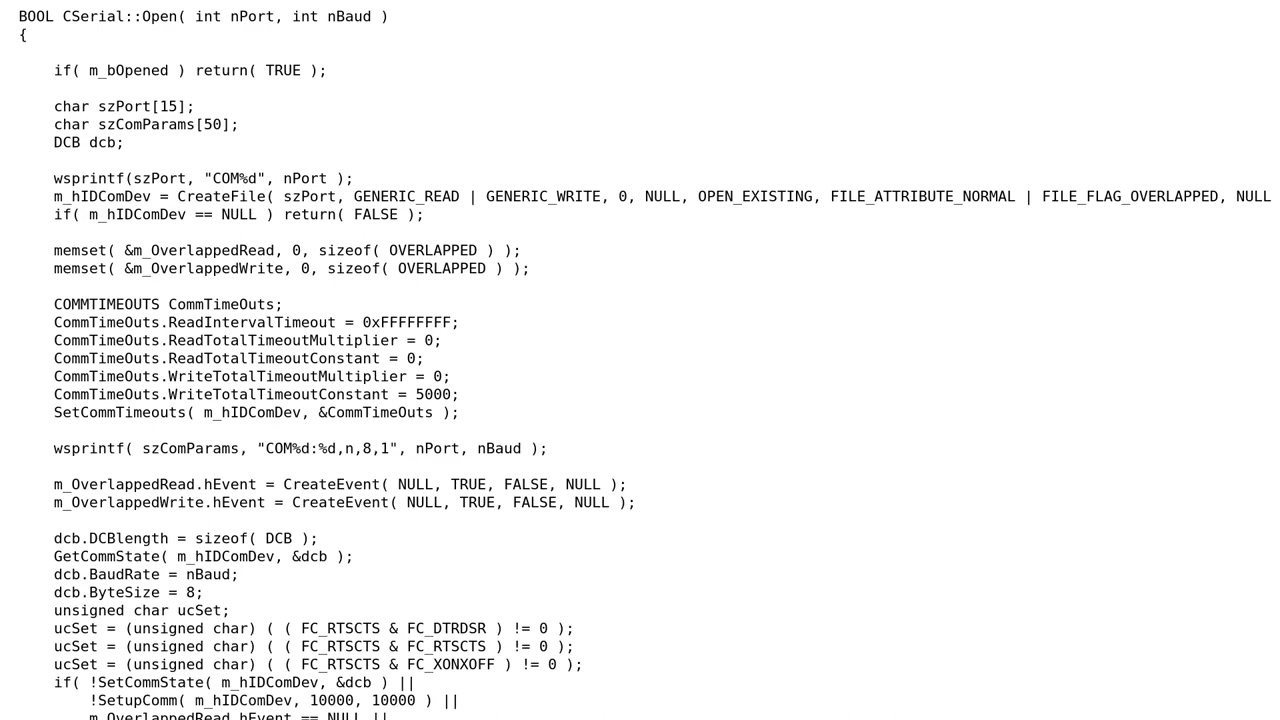 BOOL CSerial::Open( int nPort, int nBaud )
{
if( m_bOpened ) return( TRUE );
char szPort[15];
char szComParams[50];
DCB dcb;
wsprintf(szPort, "COM%d", nPort );
m_hIDComDev = CreateFile( szPort, GENERIC_READ | GENERIC_WRITE, 0, NULL, OPEN_EXISTING, FILE_ATTRIBUTE_NORMAL | FILE_FLAG_OVERLAPPED, NULL
if( m_hIDComDev == NULL ) return( FALSE );
memset( &m_OverlappedRead, 0, sizeof( OVERLAPPED ) );
memset( &m_OverlappedWrite, 0, sizeof( OVERLAPPED ) );
COMMTIMEOUTS CommTimeOuts;
CommTimeOuts.ReadIntervalTimeout = 0xFFFFFFFF;
CommTimeOuts.ReadTotalTimeoutMultiplier = 0;
CommTimeOuts.ReadTotalTimeoutConstant = 0;
CommTimeOuts.WriteTotalTimeoutMultiplier = 0;
CommTimeOuts.WriteTotalTimeoutConstant = 5000;
SetCommTimeouts( m_hIDComDev, &CommTimeOuts );
wsprintf( szComParams, "COM%d:%d,n,8,1", nPort, nBaud );
m_OverlappedRead.hEvent = CreateEvent( NULL, TRUE, FALSE, NULL );
m_OverlappedWrite.hEvent = CreateEvent( NULL, TRUE, FALSE, NULL );
dcb.DCBlength = sizeof( DCB );
GetCommState( m_hIDComDev, &dcb );
dcb.BaudRate = nBaud;
dcb.ByteSize = 8;
unsigned char ucSet;
ucSet = (unsigned char) ( ( FC_RTSCTS & FC_DTRDSR ) != 0 );
ucSet = (unsigned char) ( ( FC_RTSCTS & FC_RTSCTS ) != 0 );
ucSet = (unsigned char) ( ( FC_RTSCTS & FC_XONXOFF ) != 0 );
if( !SetCommState( m_hIDComDev, &dcb ) ||
!SetupComm( m_hIDComDev, 10000, 10000 ) ||
m_OverlappedRead.hEvent == NULL ||